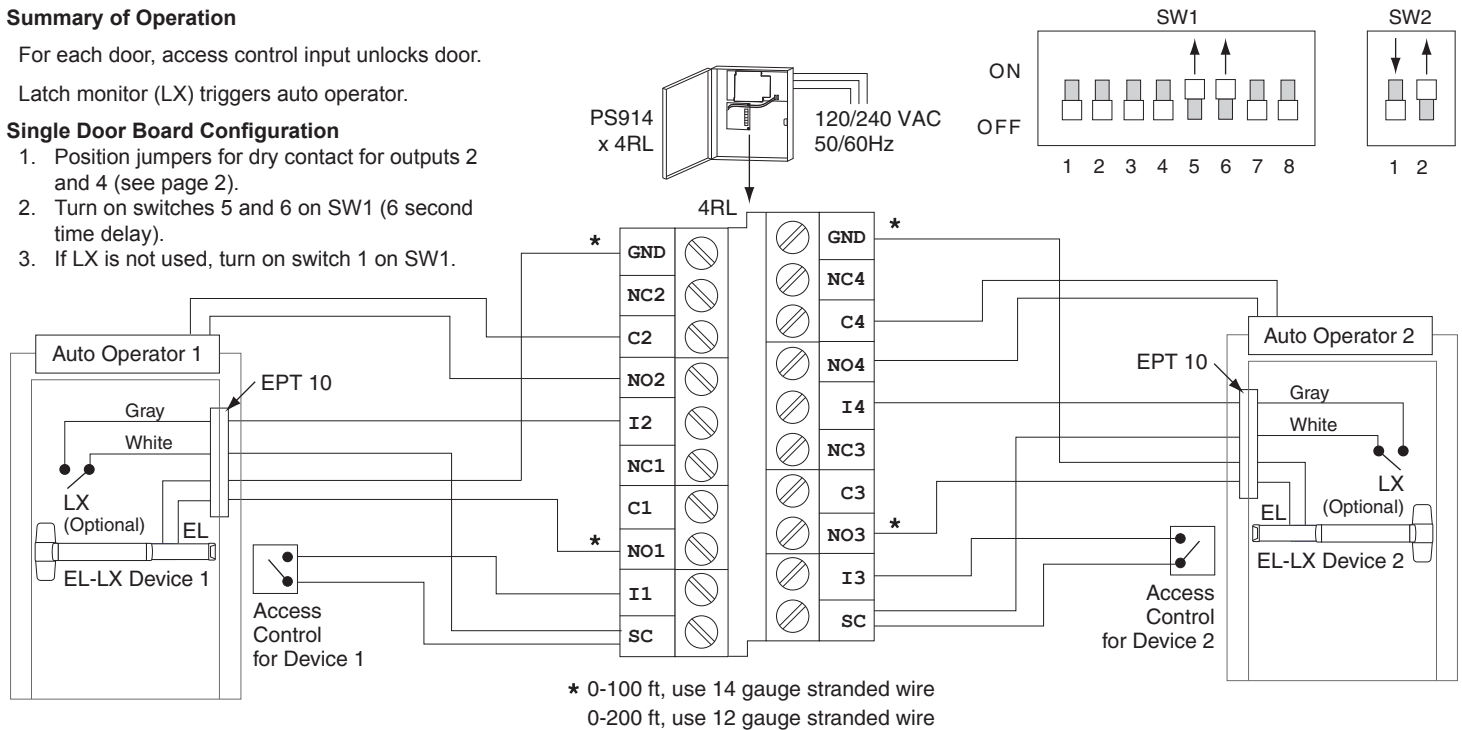 Summary of Operation
For each door, access control input unlocks door.
Latch monitor (LX) triggers auto operator.
Single Door Board Configuration
1. Position jumpers for dry contact for outputs 2
and 4 (see page 2).
2. Turn on switches 5 and 6 on SW1 (6 second
time delay).
3. If LX is not used, turn on switch 1 on SW1.
PS914
x 4RL
120/240 VAC
50/60Hz
SW1
ON
OFF
1 2 3 4 5 6 7 8
SW2
1 2
4RL
*
GND
NC2
C2
NO2
I2
NC1
C1
*
NO1
I1
SC
GND
*
NC4
C4
NO4
I4
NC3
C3
NO3
*
I3
SC
Auto Operator 1
EPT 10
Gray
White
LX
(Optional)
EL
EL-LX Device 1
Access
Control
for Device 1
Auto Operator 2
EPT 10
Gray
White
LX
(Optional)
EL
EL-LX Device 2
Access
Control
for Device 2
* 0-100 ft, use 14 gauge stranded wire
0-200 ft, use 12 gauge stranded wire